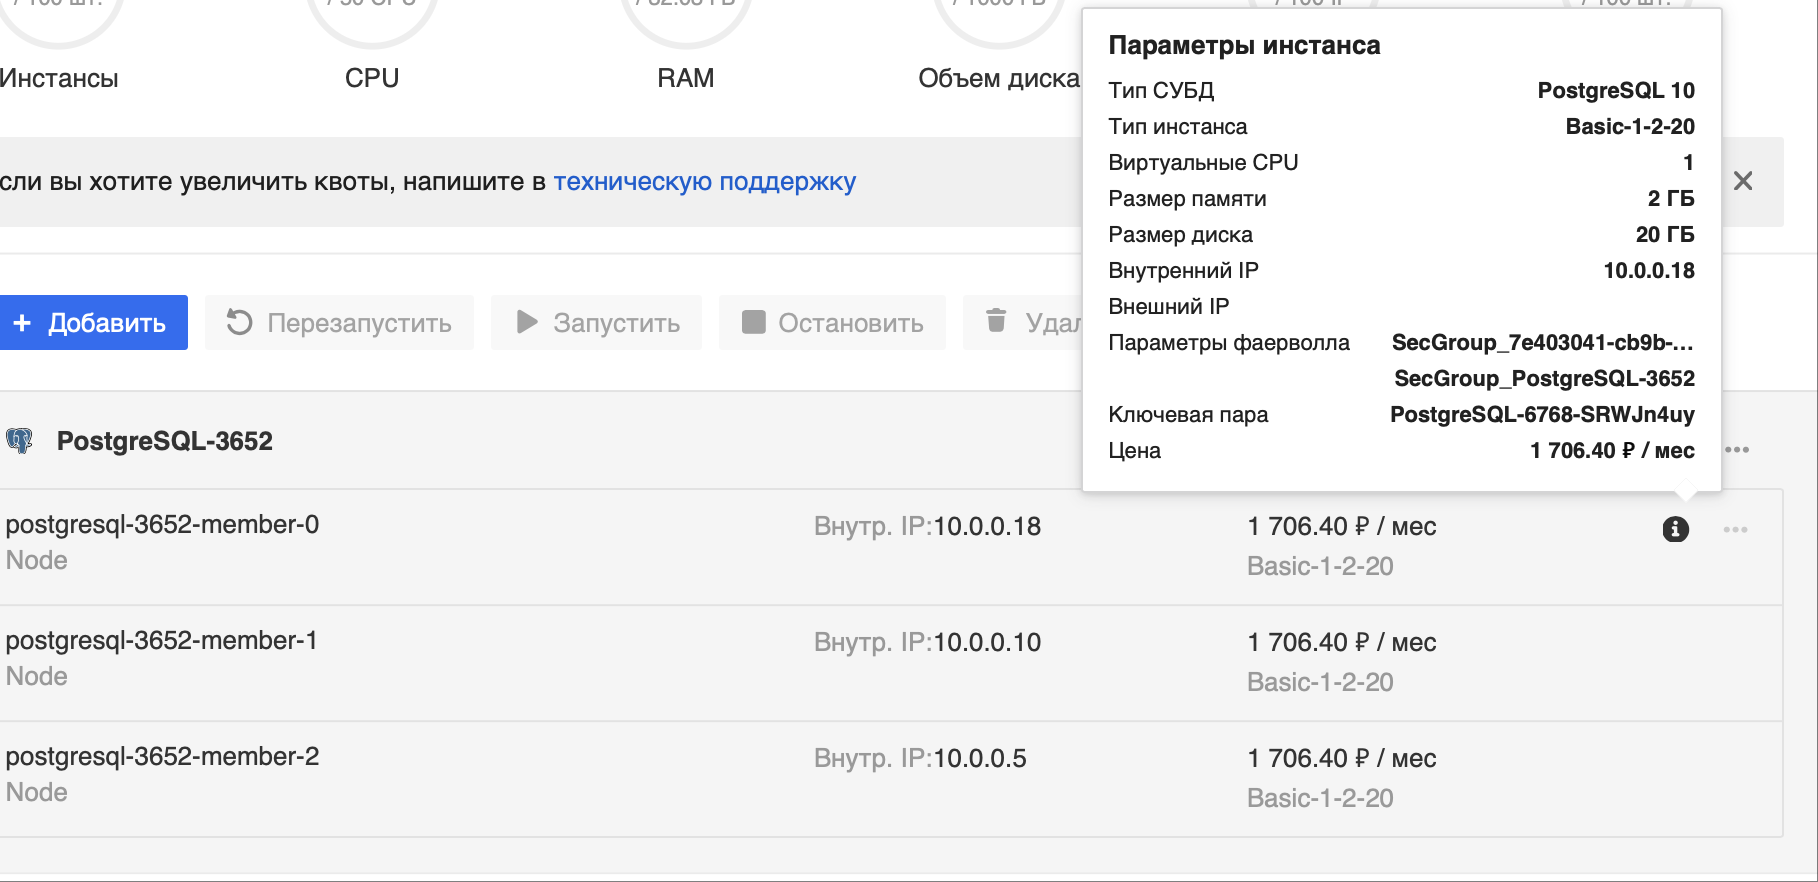 Инстансы
CPU
RAM
Объем диска
Параметры инстанса
Тип СУБД PostgreSQL 10
Тип инстанса Basic-1-2-20
Виртуальные CPU 1
Размер памяти 2 ГБ
Размер диска 20 ГБ
Внутренний IP 10.0.0.18
Внешний IP
Параметры фаерволла SecGroup_7e403041-cb9b-...
SecGroup_PostgreSQL-3652
Ключевая пара PostgreSQL-6768-SRWJn4uy
Цена 1 706.40 ₽ / мес
сли вы хотите увеличить квоты, напишите в техническую поддержку
+ Добавить
Перезапустить
Запустить
Остановить
Удал
PostgreSQL-3652
postgresql-3652-member-0 Внутр. IP:10.0.0.18 1 706.40 ₽ / мес
Node Basic-1-2-20
postgresql-3652-member-1 Внутр. IP:10.0.0.10 1 706.40 ₽ / мес
Node Basic-1-2-20
postgresql-3652-member-2 Внутр. IP:10.0.0.5 1 706.40 ₽ / мес
Node Basic-1-2-20